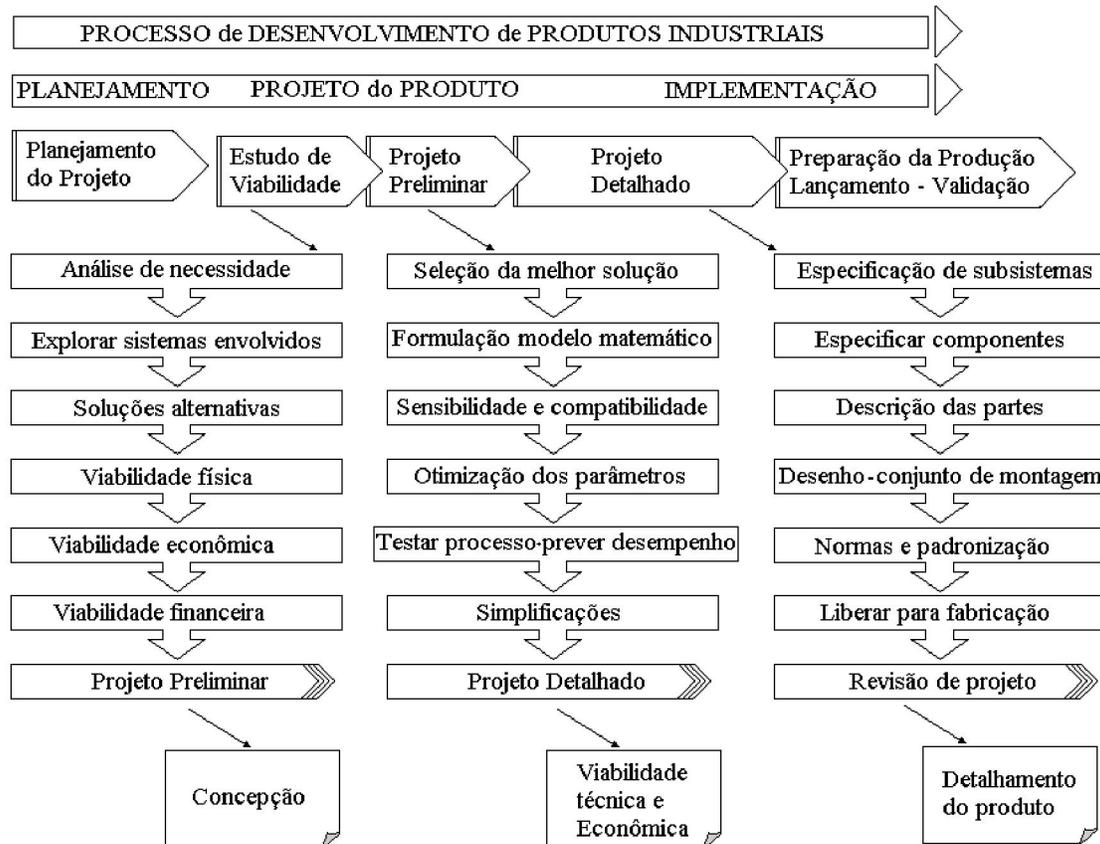 PROCESSO de DESENVOLVIMENTO de PRODUTOS INDUSTRIAIS
PLANEJAMENTO PROJETO do PRODUTO IMPLEMENTAÇÃO
Planejamento
do Projeto
Estudo de
Viabilidade
Projeto
Preliminar
Projeto
Detalhado
Preparação da Produção
Lançamento - Validação
Análise de necessidade
Explorar sistemas envolvidos
Soluções alternativas
Viabilidade física
Viabilidade econômica
Viabilidade financeira
Projeto Preliminar
Concepção
Seleção da melhor solução
Formulação modelo matemático
Sensibilidade e compatibilidade
Otimização dos parâmetros
Testar processo-prever desempenho
Simplificações
Projeto Detalhado
Viabilidade
técnica e
Econômica
Especificação de subsistemas
Especificar componentes
Descrição das partes
Desenho-conjunto de montagem
Normas e padronização
Liberar para fabricação
Revisão de projeto
Detalhamento
do produto